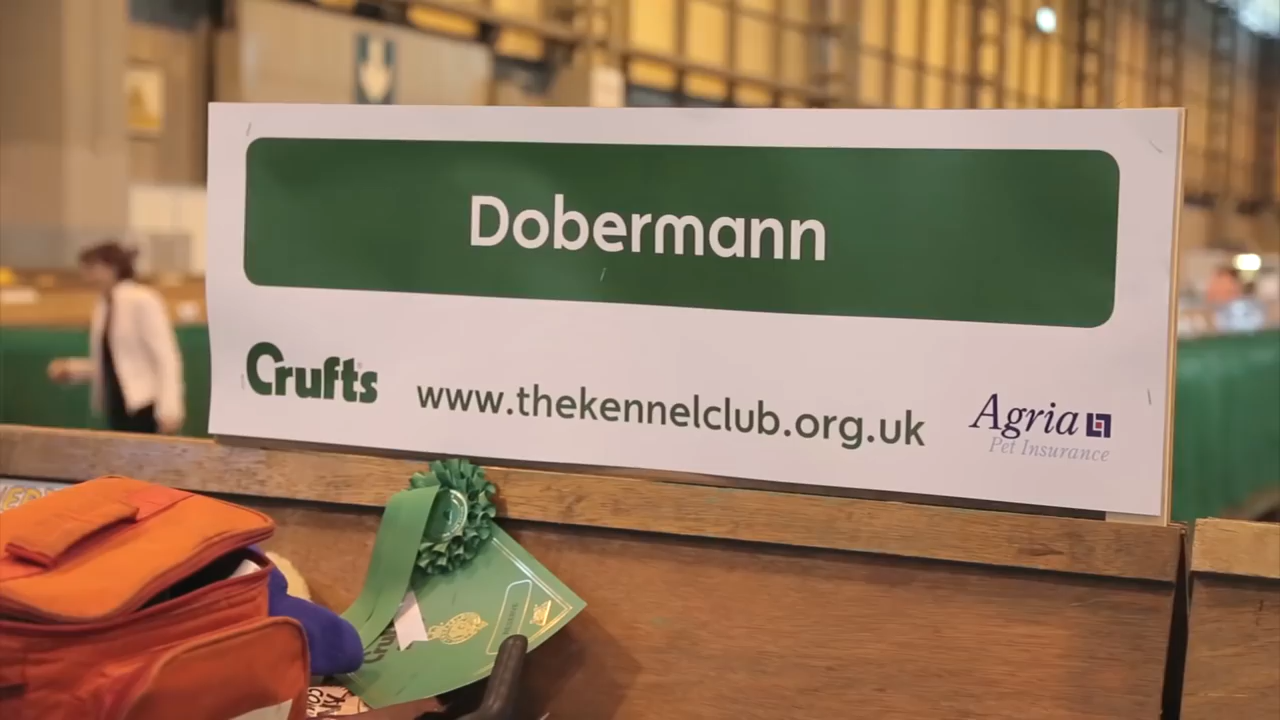 Dobermann
Crufts
www.thekennelclub.org.uk
Agria
Pet Insurance